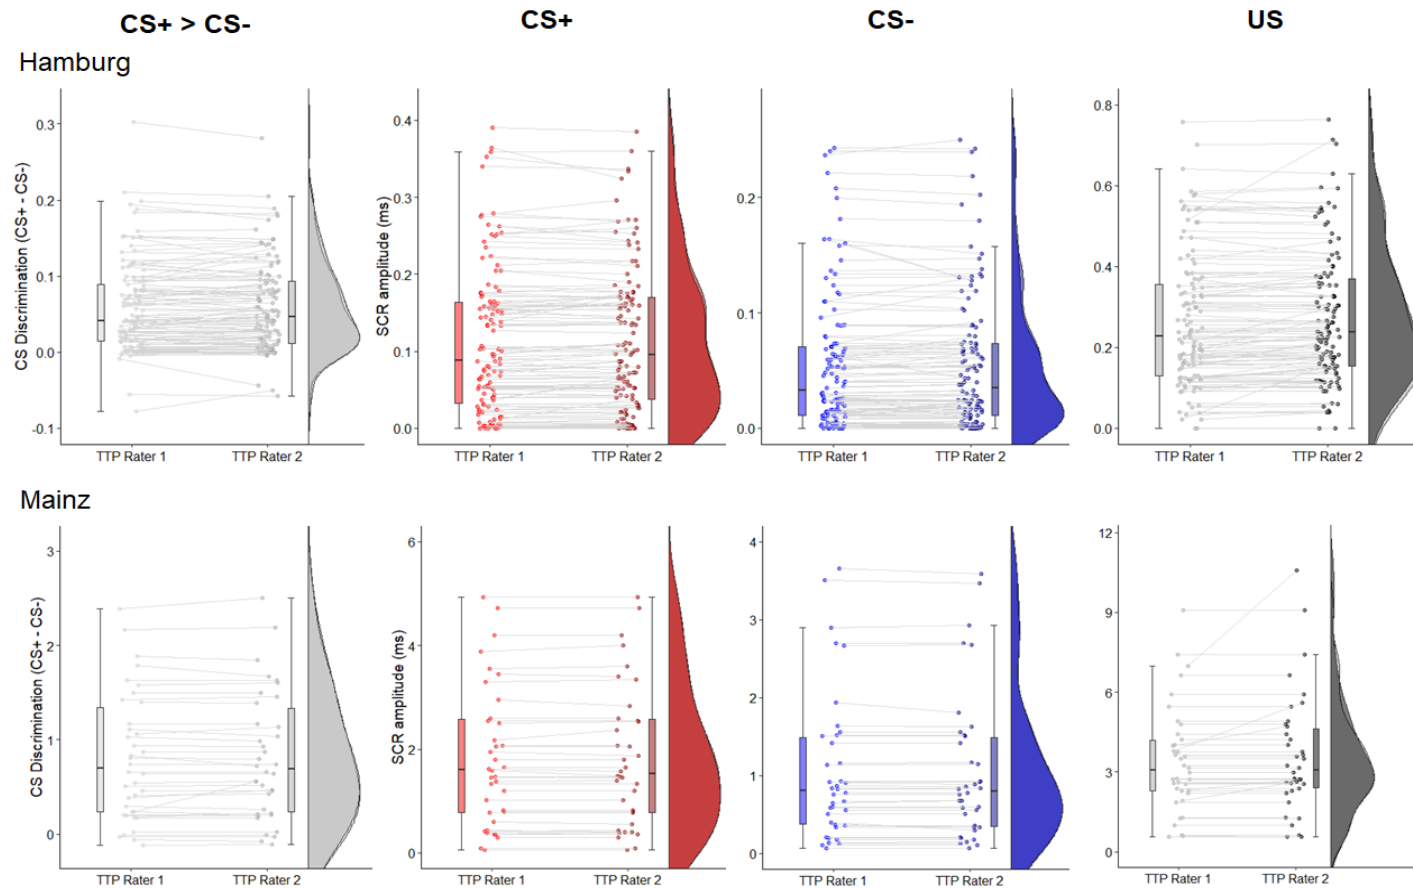 CS+ > CS-
CS+
CS-
US
Hamburg
CS Discrimination (CS+ - CS-)
0.3
0.2
0.1
0.0
-0.1
TTP Rater 1
TTP Rater 2
SCR amplitude (ms)
0.4
0.3
0.2
0.1
0.0
TTP Rater 1
TTP Rater 2
0.2
0.1
0.0
TTP Rater 1
TTP Rater 2
0.8
0.6
0.4
0.2
0.0
TTP Rater 1
TTP Rater 2
Mainz
CS Discrimination (CS+ - CS-)
3
2
1
0
TTP Rater 1
TTP Rater 2
SCR amplitude (ms)
6
4
2
0
TTP Rater 1
TTP Rater 2
4
3
2
1
0
TTP Rater 1
TTP Rater 2
12
9
6
3
0
TTP Rater 1
TTP Rater 2